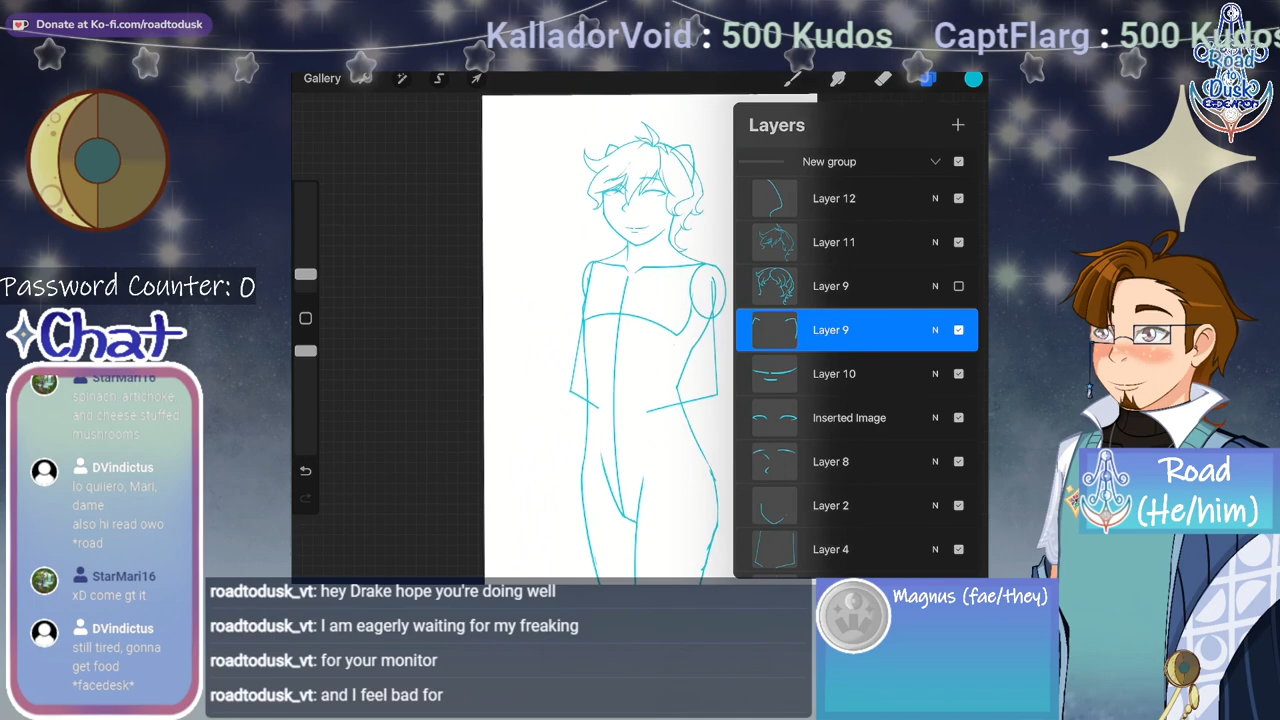 Donate at Ko-fi.com/roadtodusk
KalladorVoid : 500 Kudos CaptFlarg : 500 Kudos
Road
to
Dusk
Gallery
Layers
New group
Layer 12 N
Layer 11 N
Layer 9 N
Layer 9 N
Layer 10 N
Inserted Image N
Layer 8 N
Layer 2 N
Layer 4 N
Password Counter: 0
Chat
StarMari16
spinach, artichoke,
and cheese stuffed
mushrooms
DVindictus
lo quiiero, Mari,
dame
also hi read owo
*road
StarMari16
xD come gt it
DVindictus
still tired, gonna
get food
*facedesk*
roadtodusk_vt: hey Drake hope you're doing well
roadtodusk_vt: I am eagerly waiting for my freaking
roadtodusk_vt: for your monitor
roadtodusk_vt: and I feel bad for
Magnus (fae/they)
Road
(He/him)